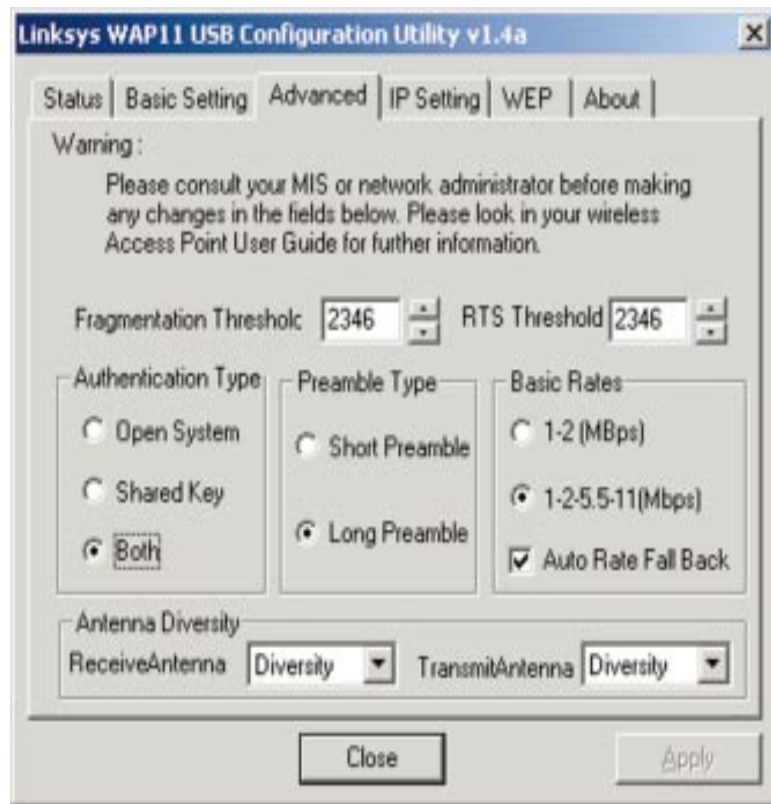 Linksys WAP11 USB Configuration Utility v1.4a
Status Basic Setting Advanced IP Setting WEP About
Warning :
Please consult your MIS or network administrator before making
any changes in the fields below. Please look in your wireless
Access Point User Guide for further information.
Fragmentation Thresholc 2346 RTS Threshold 2346
Authentication Type Preamble Type Basic Rates
Open System Short Preamble 1-2 (MBps)
Shared Key Long Preamble 1-2-5.5-11(Mbps)
Both Auto Rate Fall Back
Antenna Diversity
ReceiveAntenna Diversity TransmitAntenna Diversity
Close Apply